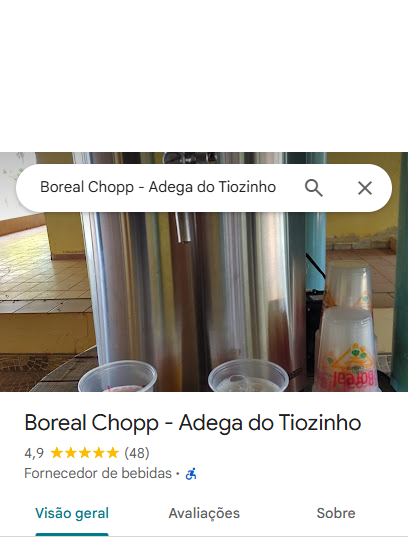 Boreal Chopp - Adega do Tiozinho
Boreal
Boreal Chopp - Adega do Tiozinho
4,9 (48)
Fornecedor de bebidas ·
Visão geral
Avaliações
Sobre